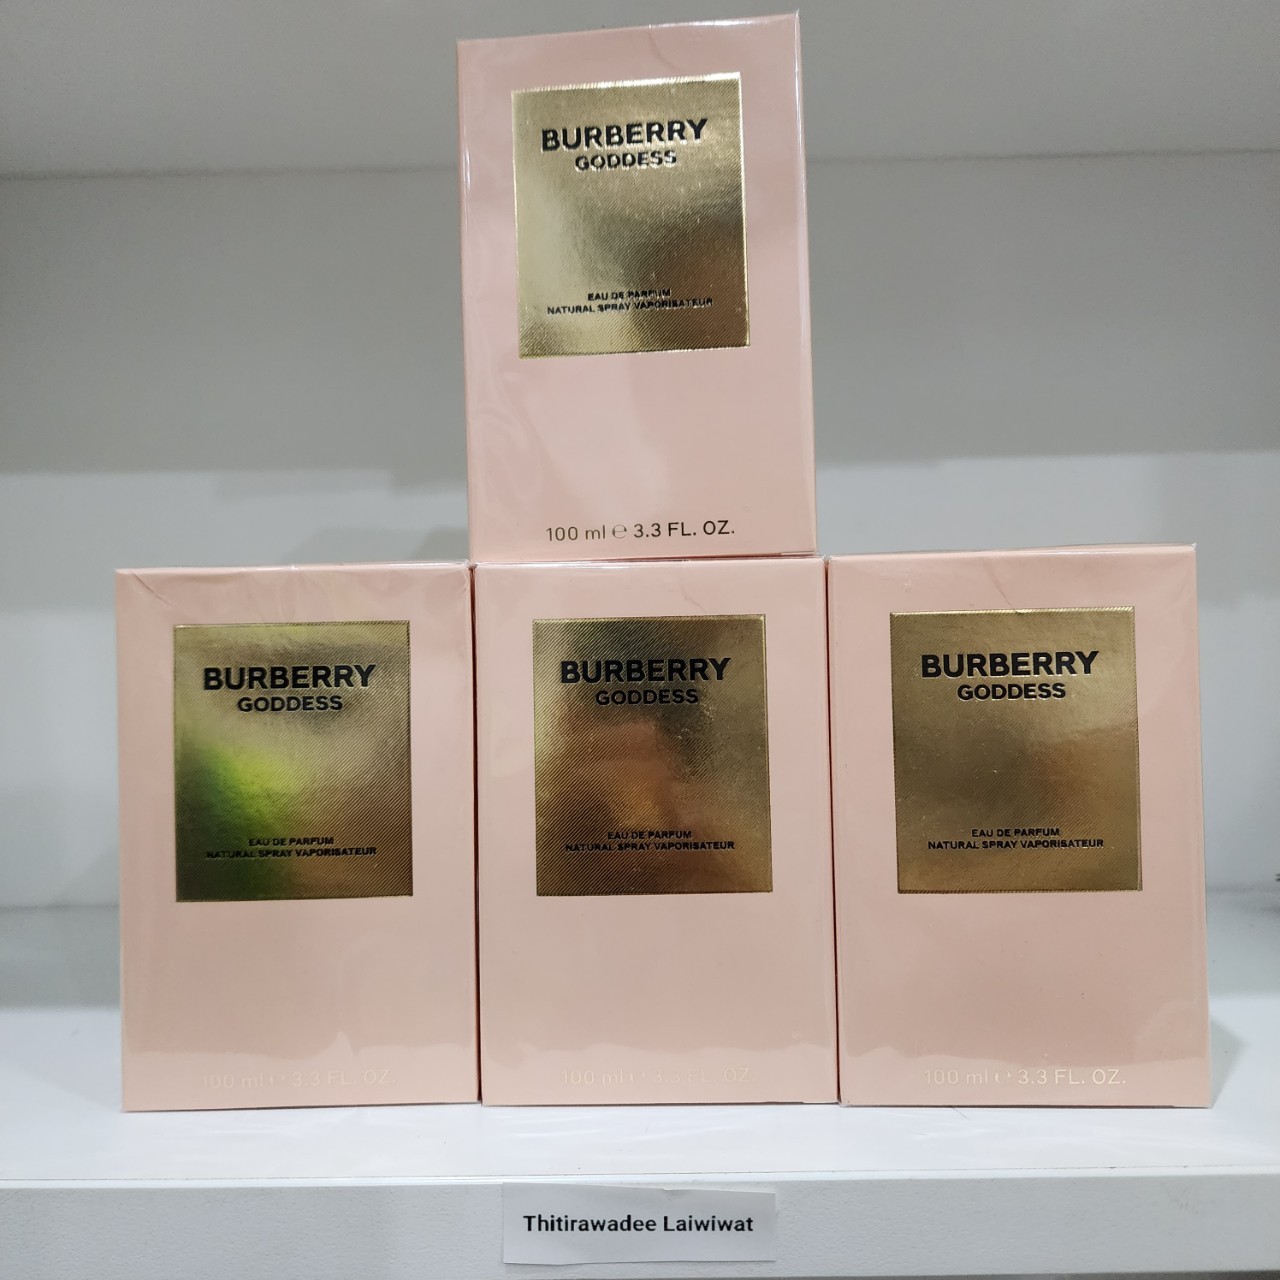 BURBERRY
GODDESS
EAU DE PARFUM
NATURAL SPRAY VAPORISATEUR
100 ml ℮ 3.3 FL. OZ.
BURBERRY
GODDESS
EAU DE PARFUM
NATURAL SPRAY VAPORISATEUR
100 ml ℮ 3.3 FL. OZ.
BURBERRY
GODDESS
EAU DE PARFUM
NATURAL SPRAY VAPORISATEUR
100 ml ℮ 3.3 FL. OZ.
BURBERRY
GODDESS
EAU DE PARFUM
NATURAL SPRAY VAPORISATEUR
100 ml ℮ 3.3 FL. OZ.
Thitirawadee Laiwiwat